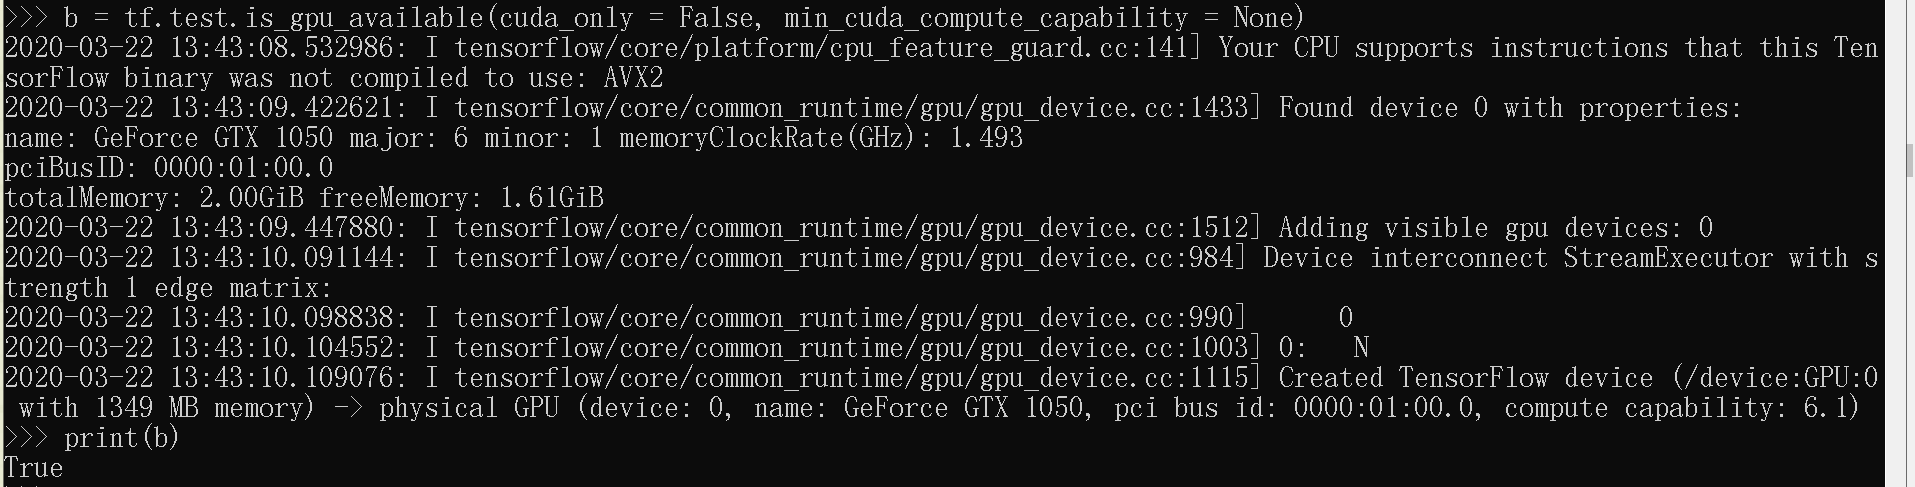 >>> b = tf.test.is_gpu_available(cuda_only = False, min_cuda_compute_capability = None)
2020-03-22 13:43:08.532986: I tensorflow/core/platform/cpu_feature_guard.cc:141] Your CPU supports instructions that this Ten
sorFlow binary was not compiled to use: AVX2
2020-03-22 13:43:09.422621: I tensorflow/core/common_runtime/gpu/gpu_device.cc:1433] Found device 0 with properties:
name: GeForce GTX 1050 major: 6 minor: 1 memoryClockRate(GHz): 1.493
pciBusID: 0000:01:00.0
totalMemory: 2.00GiB freeMemory: 1.61GiB
2020-03-22 13:43:09.447880: I tensorflow/core/common_runtime/gpu/gpu_device.cc:1512] Adding visible gpu devices: 0
2020-03-22 13:43:10.091144: I tensorflow/core/common_runtime/gpu/gpu_device.cc:984] Device interconnect StreamExecutor with s
trength 1 edge matrix:
2020-03-22 13:43:10.098838: I tensorflow/core/common_runtime/gpu/gpu_device.cc:990]      0
2020-03-22 13:43:10.104552: I tensorflow/core/common_runtime/gpu/gpu_device.cc:1003] 0:   N
2020-03-22 13:43:10.109076: I tensorflow/core/common_runtime/gpu/gpu_device.cc:1115] Created TensorFlow device (/device:GPU:0
 with 1349 MB memory) -> physical GPU (device: 0, name: GeForce GTX 1050, pci bus id: 0000:01:00.0, compute capability: 6.1)
>>> print(b)
True